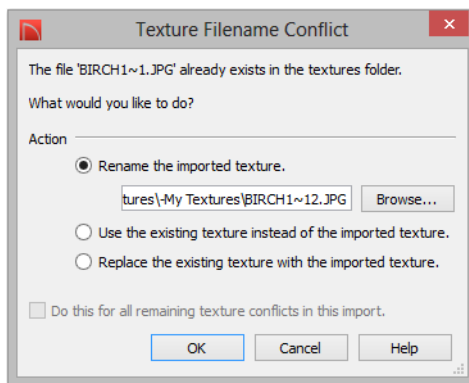 Texture Filename Conflict
The file 'BIRCH1~1.JPG' already exists in the textures folder.
What would you like to do?
Action
Rename the imported texture.
tures\-My Textures\BIRCH1~12.JPG Browse...
Use the existing texture instead of the imported texture.
Replace the existing texture with the imported texture.
Do this for all remaining texture conflicts in this import.
OK Cancel Help